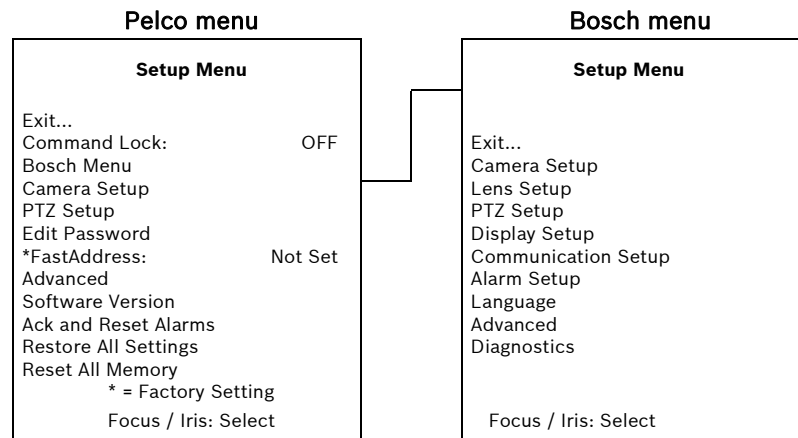 Pelco menu
Setup Menu
Exit...
Command Lock: OFF
Bosch Menu
Camera Setup
PTZ Setup
Edit Password
*FastAddress: Not Set
Advanced
Software Version
Ack and Reset Alarms
Restore All Settings
Reset All Memory
* = Factory Setting
Focus / Iris: Select
Bosch menu
Setup Menu
Exit...
Camera Setup
Lens Setup
PTZ Setup
Display Setup
Communication Setup
Alarm Setup
Language
Advanced
Diagnostics
Focus / Iris: Select